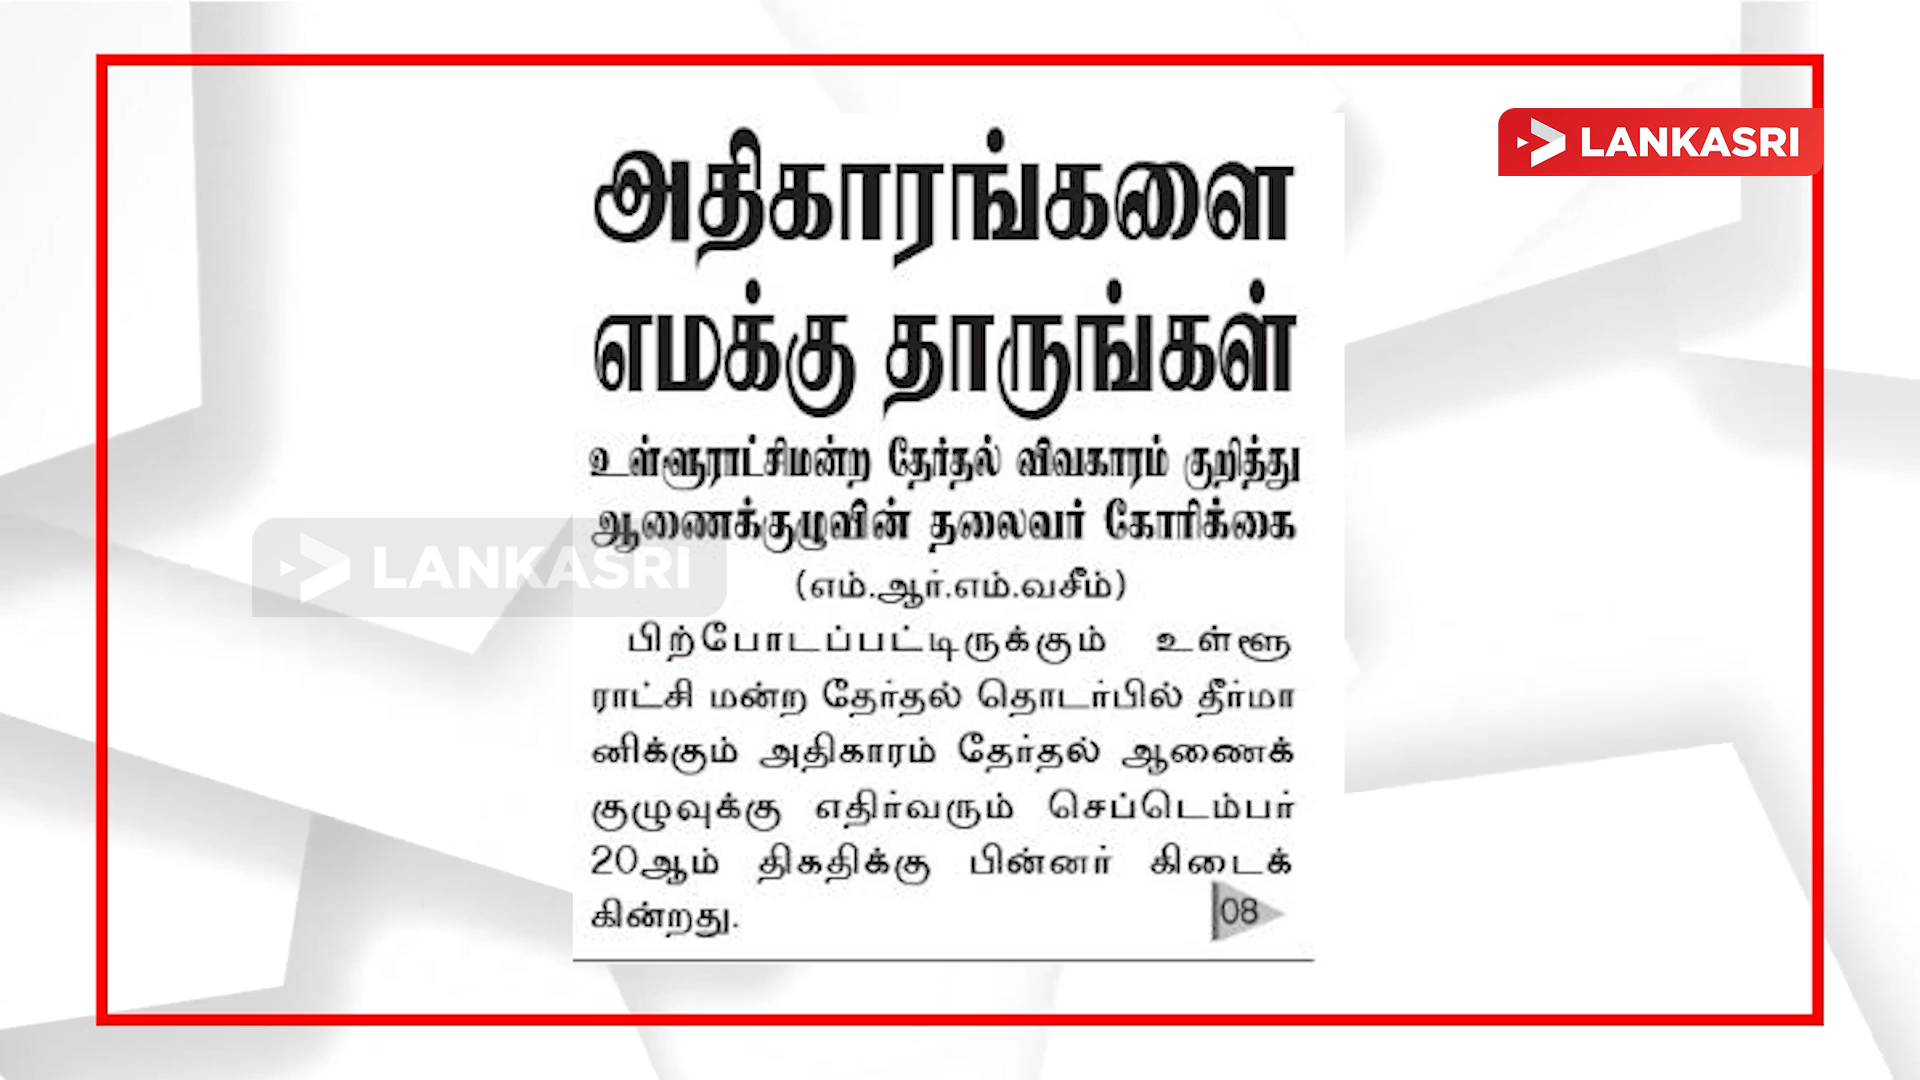 LANKASRI
அதிகாரங்களை
எமக்கு தாருங்கள்
உள்ளூராட்சிமன்ற தேர்தல் விவகாரம் குறித்து
ஆணைக்குழுவின் தலைவர் கோரிக்கை
LANKASRI
(எம்.ஆர்.எம்.வசீம்)
பிற்போடப்பட்டிருக்கும் உள்ளூ
ராட்சி மன்ற தேர்தல் தொடர்பில் தீர்மா
னிக்கும் அதிகாரம் தேர்தல் ஆணைக்
குழுவுக்கு எதிர்வரும் செப்டெம்பர்
20ஆம் திகதிக்கு பின்னர் கிடைக்
கின்றது.
08